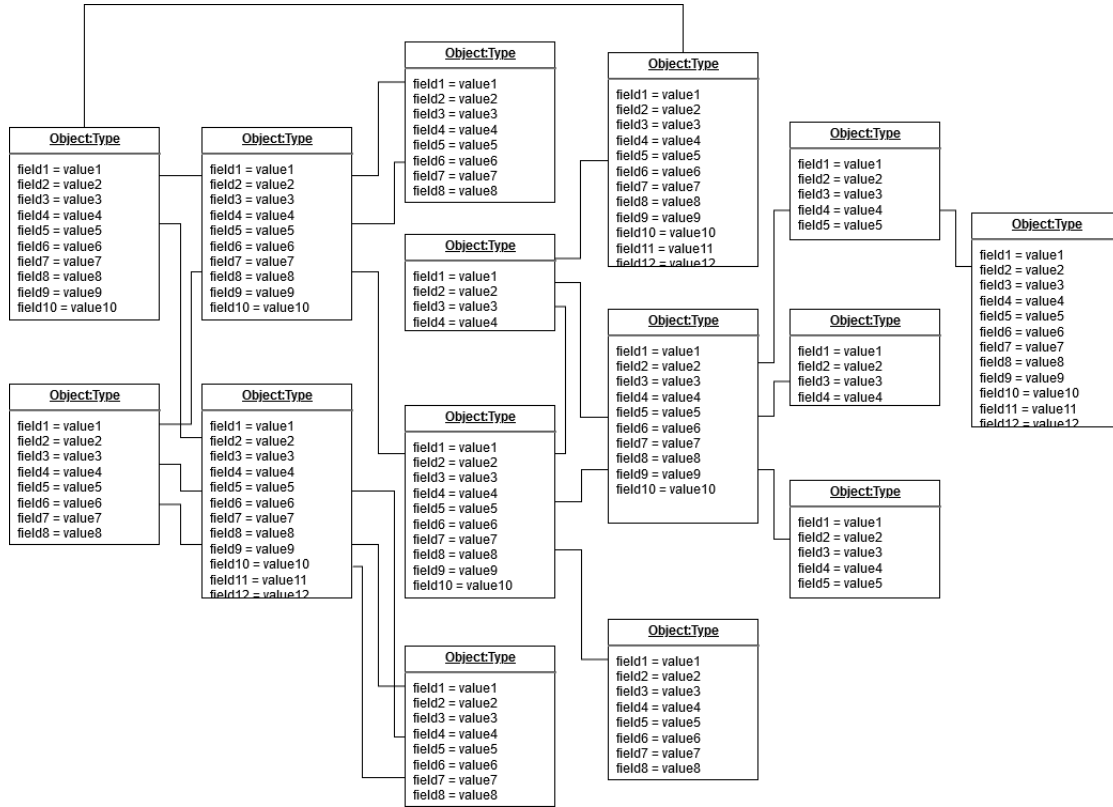 Object:Type
field1 = value1
field2 = value2
field3 = value3
field4 = value4
field5 = value5
field6 = value6
field7 = value7
field8 = value8
field9 = value9
field10 = value10
Object:Type
field1 = value1
field2 = value2
field3 = value3
field4 = value4
field5 = value5
field6 = value6
field7 = value7
field8 = value8
Object:Type
field1 = value1
field2 = value2
field3 = value3
field4 = value4
field5 = value5
field6 = value6
field7 = value7
field8 = value8
field9 = value9
field10 = value10
Object:Type
field1 = value1
field2 = value2
field3 = value3
field4 = value4
field5 = value5
field6 = value6
field7 = value7
field8 = value8
field9 = value9
field10 = value10
field11 = value11
field12 = value12
Object:Type
field1 = value1
field2 = value2
field3 = value3
field4 = value4
field5 = value5
field6 = value6
field7 = value7
field8 = value8
Object:Type
field1 = value1
field2 = value2
field3 = value3
field4 = value4
Object:Type
field1 = value1
field2 = value2
field3 = value3
field4 = value4
field5 = value5
field6 = value6
field7 = value7
field8 = value8
field9 = value9
field10 = value10
Object:Type
field1 = value1
field2 = value2
field3 = value3
field4 = value4
field5 = value5
field6 = value6
field7 = value7
field8 = value8
Object:Type
field1 = value1
field2 = value2
field3 = value3
field4 = value4
field5 = value5
field6 = value6
field7 = value7
field8 = value8
field9 = value9
field10 = value10
field11 = value11
field12 = value12
Object:Type
field1 = value1
field2 = value2
field3 = value3
field4 = value4
field5 = value5
field6 = value6
field7 = value7
field8 = value8
field9 = value9
field10 = value10
Object:Type
field1 = value1
field2 = value2
field3 = value3
field4 = value4
field5 = value5
field6 = value6
field7 = value7
field8 = value8
Object:Type
field1 = value1
field2 = value2
field3 = value3
field4 = value4
field5 = value5
Object:Type
field1 = value1
field2 = value2
field3 = value3
field4 = value4
Object:Type
field1 = value1
field2 = value2
field3 = value3
field4 = value4
field5 = value5
Object:Type
field1 = value1
field2 = value2
field3 = value3
field4 = value4
field5 = value5
field6 = value6
field7 = value7
field8 = value8
field9 = value9
field10 = value10
field11 = value11
field12 = value12